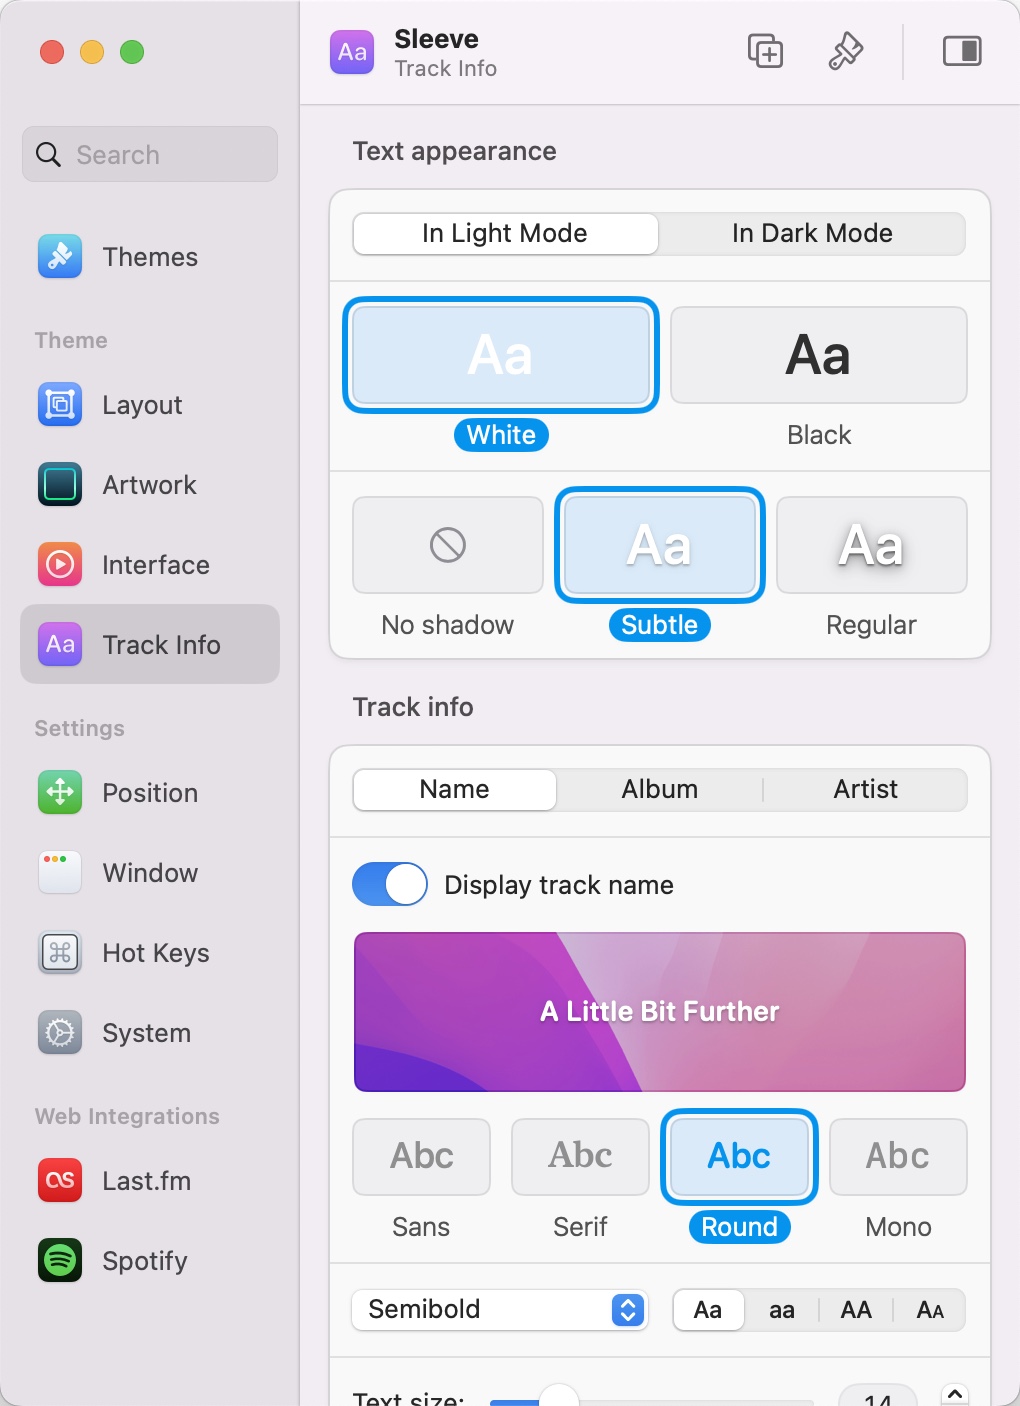 Aa
Sleeve
Track Info
Search
Themes
Theme
Layout
Artwork
Interface
Aa
Track Info
Settings
Position
Window
Hot Keys
System
Web Integrations
Last.fm
Spotify
Text appearance
In Light Mode In Dark Mode
Aa Aa
White Black
Aa Aa
No shadow Subtle Regular
Track info
Name Album Artist
Display track name
A Little Bit Further
Abc Abc Abc Abc
Sans Serif Round Mono
Semibold Aa aa AA AA
Text size: 14